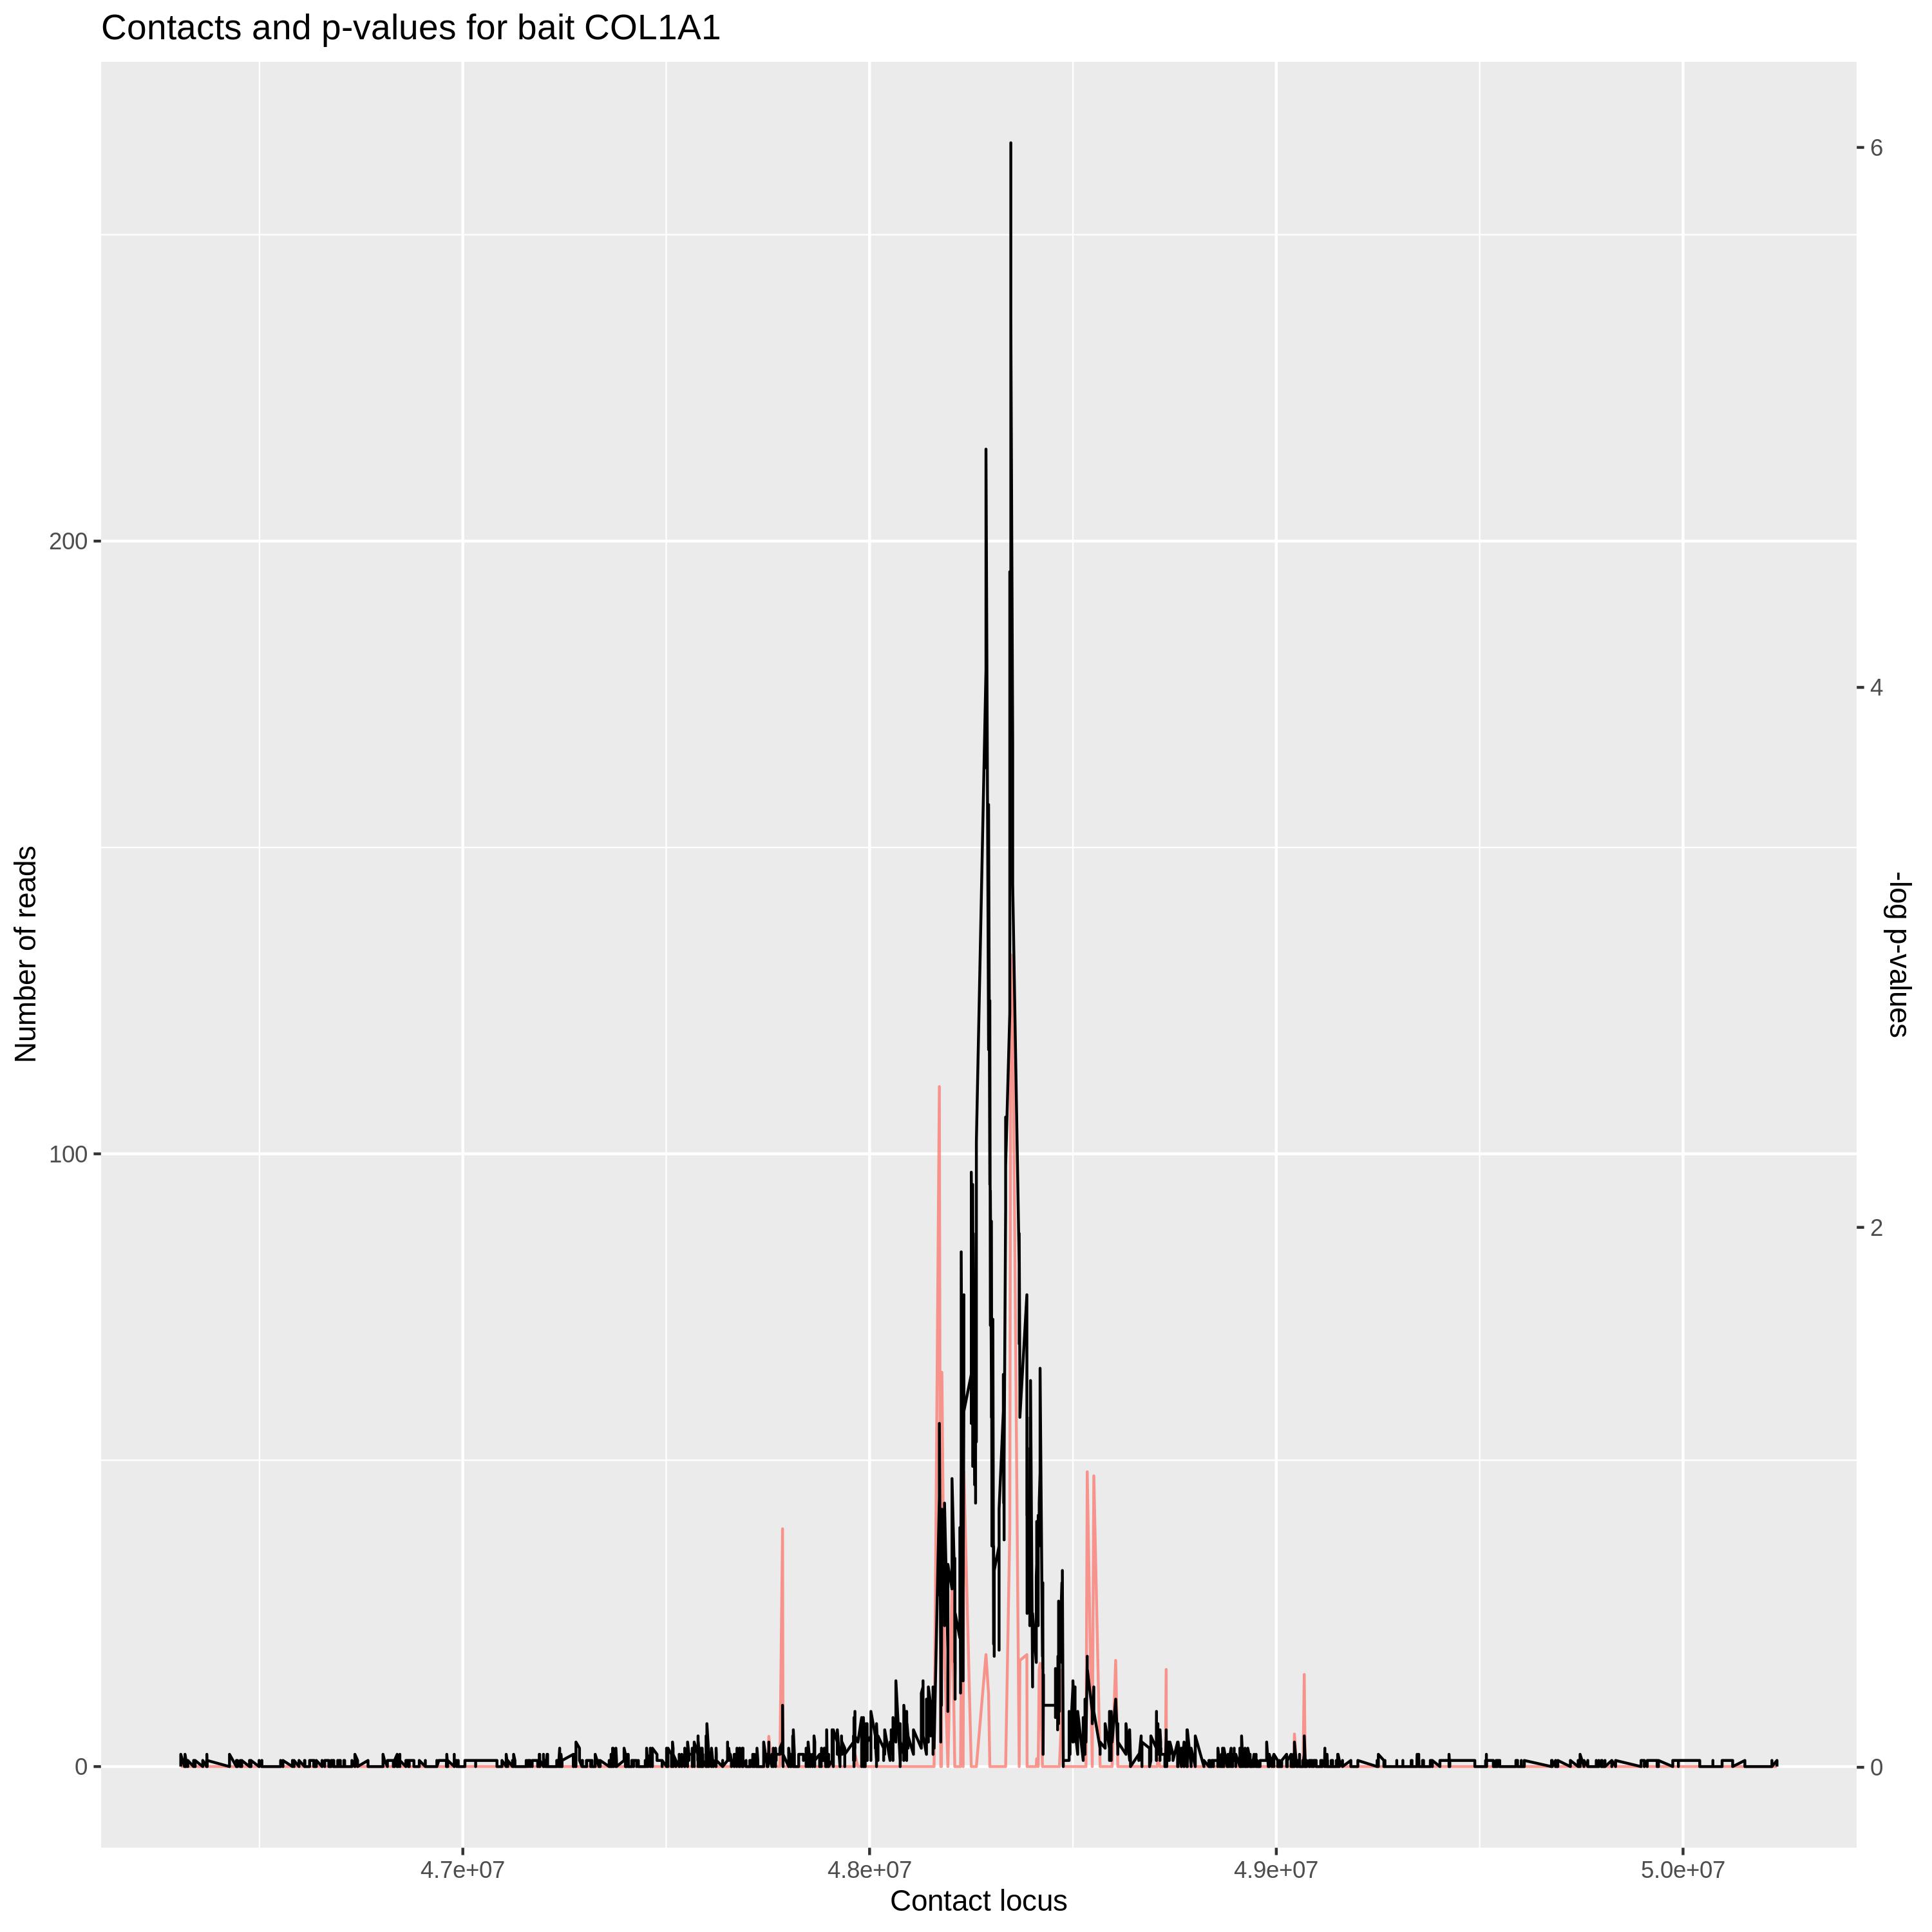 Contacts and p-values for bait COL1A1
Number of reads
200
100
0
6
4
2
0
-log p-values
4.7e+07
4.8e+07
4.9e+07
5.0e+07
Contact locus